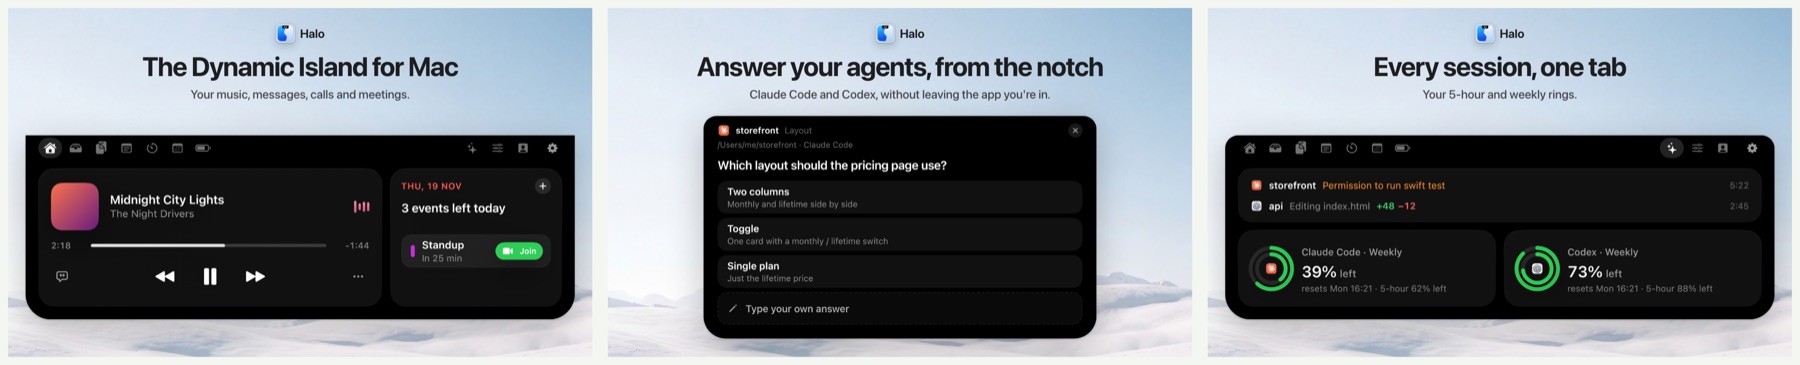 Halo
The Dynamic Island for Mac
Your music, messages, calls and meetings.
Midnight City Lights
The Night Drivers
2:18
-1:44
THU, 19 NOV
3 events left today
Standup
In 25 min
Join
Halo
Answer your agents, from the notch
Claude Code and Codex, without leaving the app you're in.
storefront Layout
/Users/me/storefront · Claude Code
Which layout should the pricing page use?
Two columns
Monthly and lifetime side by side
Toggle
One card with a monthly / lifetime switch
Single plan
Just the lifetime price
Type your own answer
Halo
Every session, one tab
Your 5-hour and weekly rings.
storefront Permission to run swift test 5:22
api Editing index.html +48 −12 2:45
Claude Code · Weekly
39% left
resets Mon 16:21 · 5-hour 62% left
Codex · Weekly
73% left
resets Mon 16:21 · 5-hour 88% left